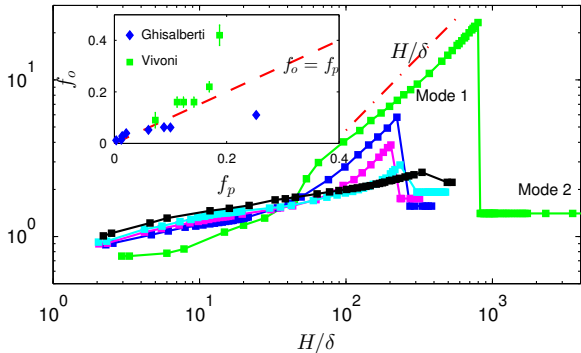 Ghisalberti
Vivoni
0.4
0.2
0
f_o
f_o = f_p
0
0.2
0.4
f_p
H/δ
Mode 1
Mode 2
10^1
10^0
10^0
10^1
10^2
10^3
H/δ